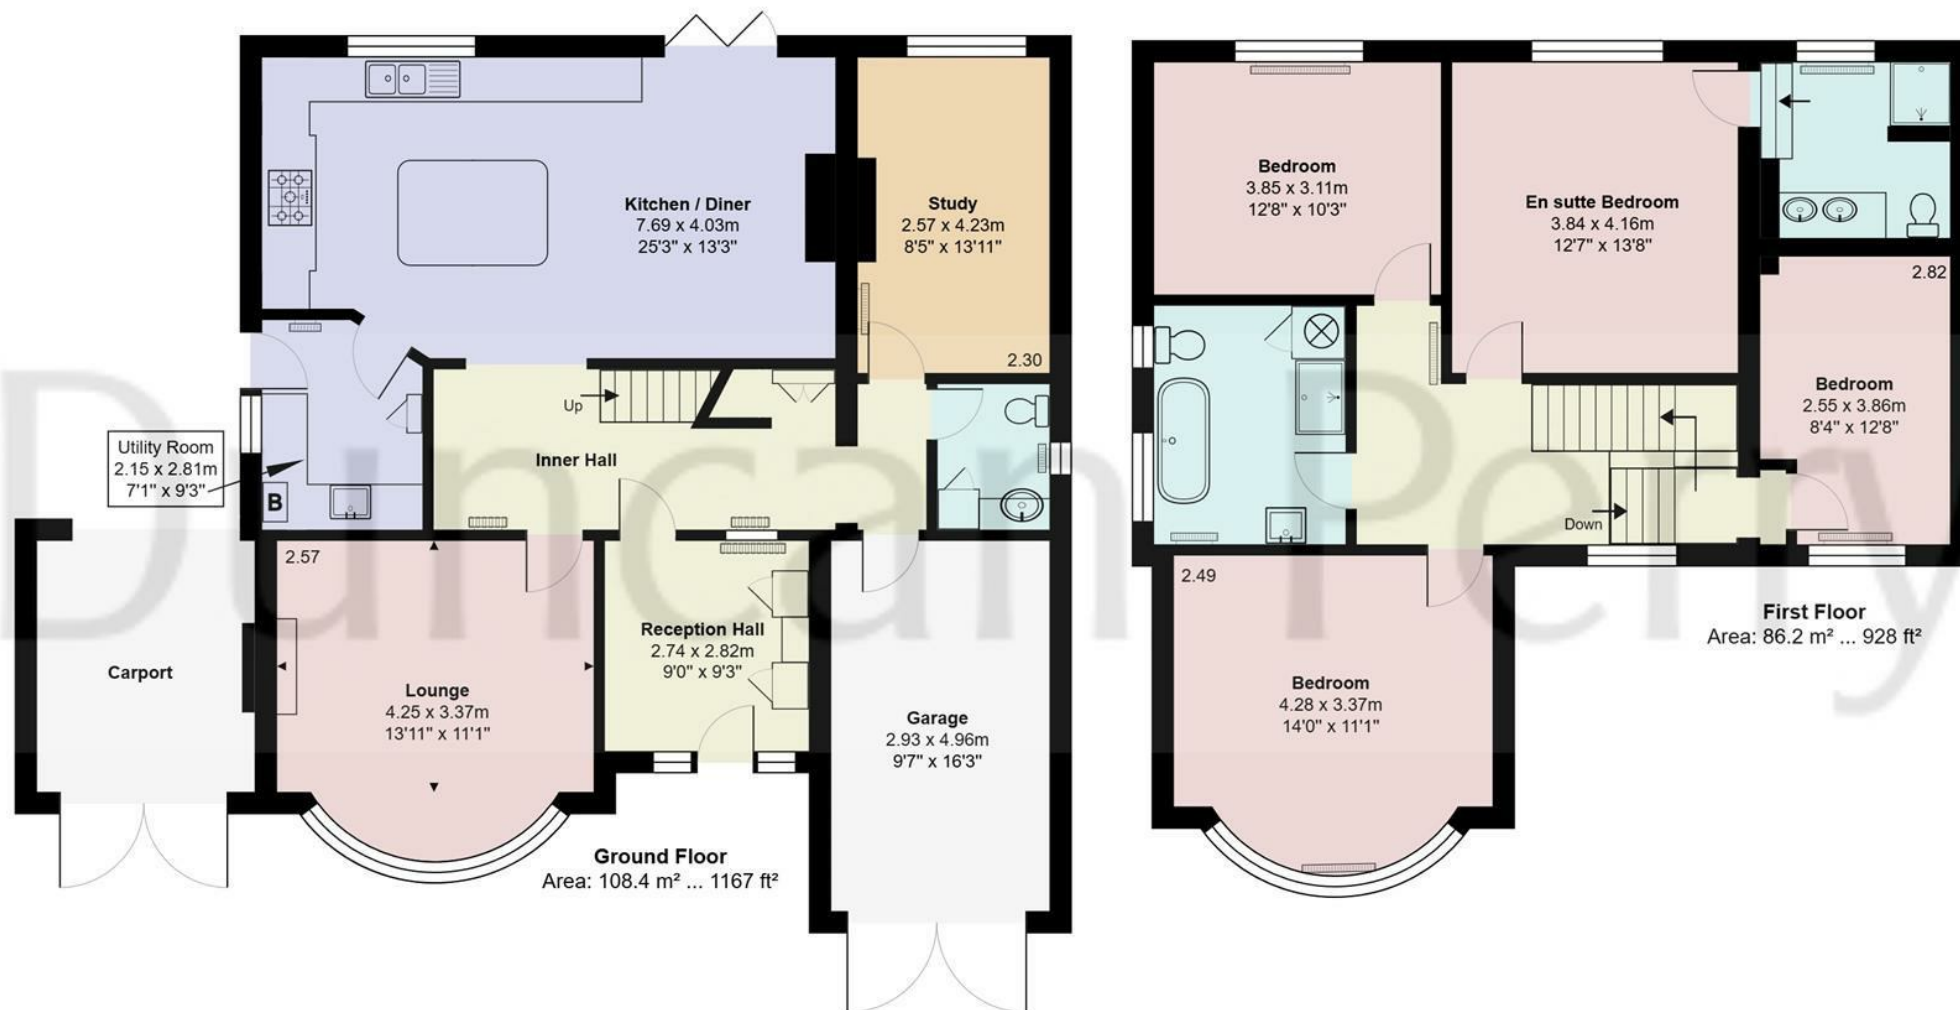 Kitchen / Diner
7.69 x 4.03m
25'3" x 13'3"
Study
2.57 x 4.23m
8'5" x 13'11"
2.30
Up
Inner Hall
Utility Room
2.15 x 2.81m
7'1" x 9'3"
B
2.57
Carport
Lounge
4.25 x 3.37m
13'11" x 11'1"
Reception Hall
2.74 x 2.82m
9'0" x 9'3"
Garage
2.93 x 4.96m
9'7" x 16'3"
Ground Floor
Area: 108.4 m² ... 1167 ft²
Bedroom
3.85 x 3.11m
12'8" x 10'3"
En sutte Bedroom
3.84 x 4.16m
12'7" x 13'8"
2.82
Bedroom
2.55 x 3.86m
8'4" x 12'8"
Down
2.49
Bedroom
4.28 x 3.37m
14'0" x 11'1"
First Floor
Area: 86.2 m² ... 928 ft²
Duncan Perry